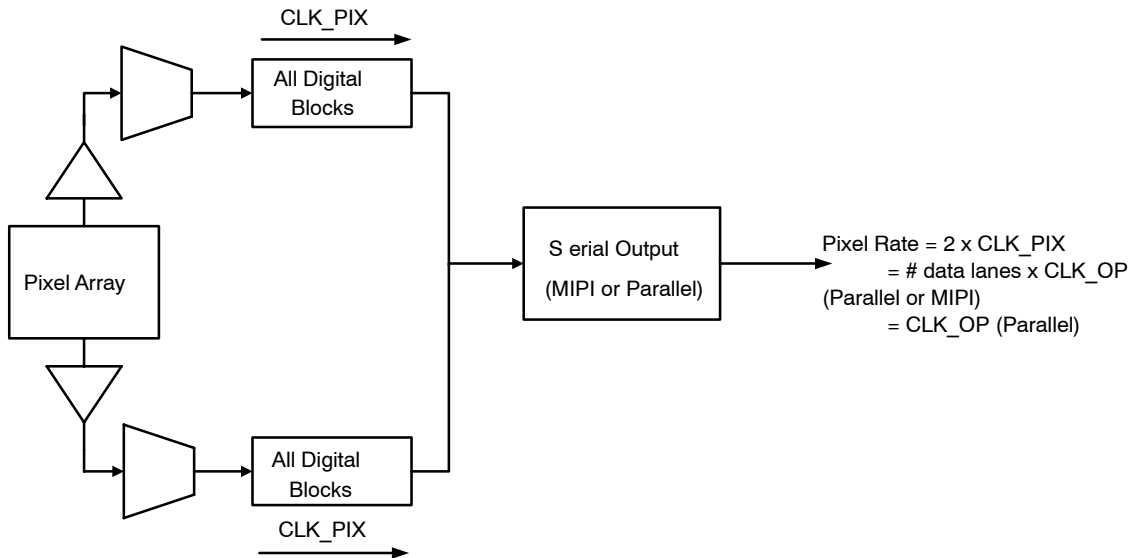 CLK_PIX
All Digital
Blocks
Pixel Array
S erial Output
(MIPI or Parallel)
Pixel Rate = 2 x CLK_PIX
= # data lanes x CLK_OP
(Parallel or MIPI)
= CLK_OP (Parallel)
All Digital
Blocks
CLK_PIX